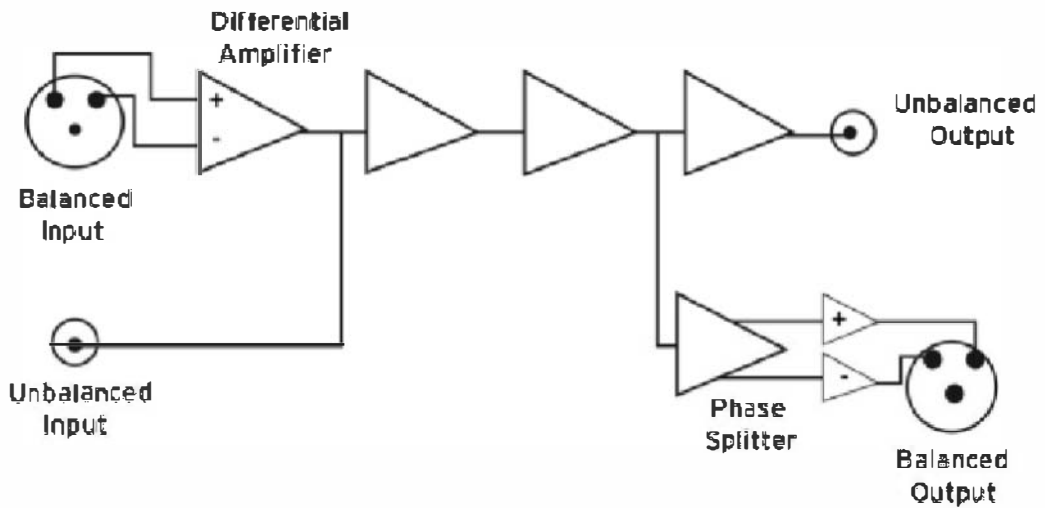 Differential
Amplifier
+
-
Balanced
Input
Unbalanced
Output
Unbalanced
Input
+
-
Phase
Splitter
Balanced
Output